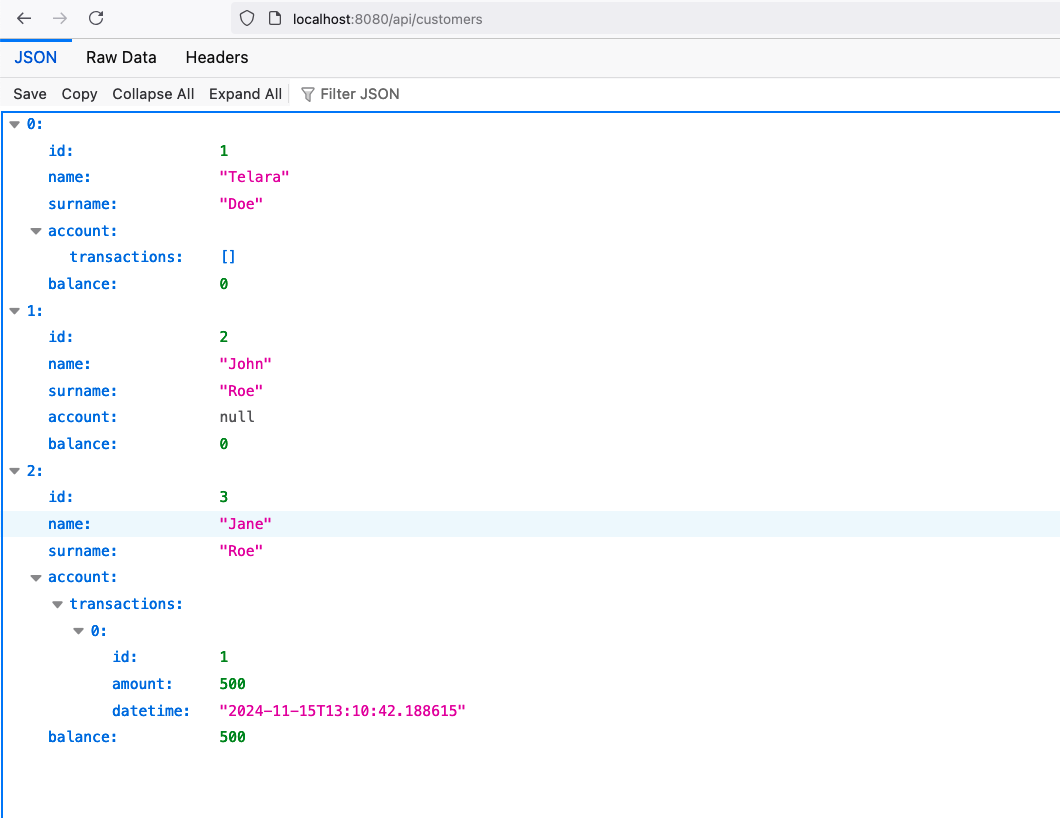 localhost:8080/api/customers
JSON Raw Data Headers
Save Copy Collapse All Expand All Filter JSON
0:
id: 1
name: "Telara"
surname: "Doe"
account:
transactions: []
balance: 0
1:
id: 2
name: "John"
surname: "Roe"
account: null
balance: 0
2:
id: 3
name: "Jane"
surname: "Roe"
account:
transactions:
0:
id: 1
amount: 500
datetime: "2024-11-15T13:10:42.188615"
balance: 500